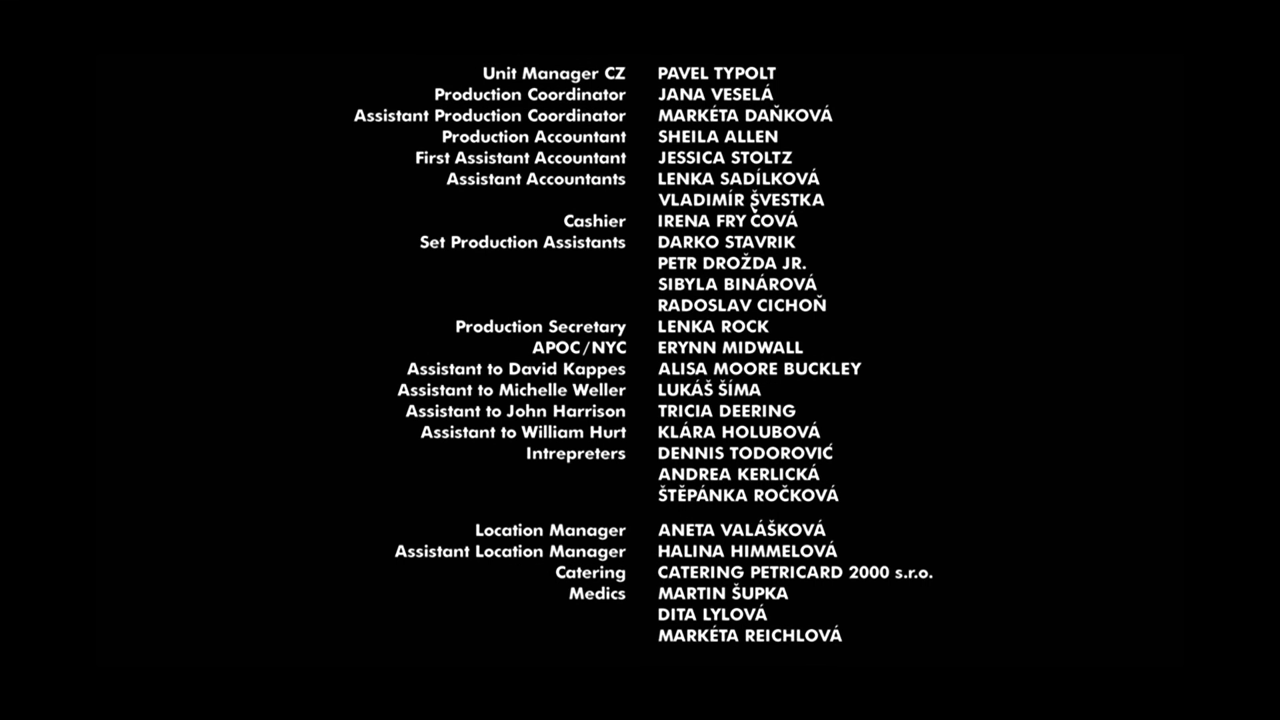 Unit Manager CZ PAVEL TYPOLT
Production Coordinator JANA VESELÁ
Assistant Production Coordinator MARKÉTA DAŇKOVÁ
Production Accountant SHEILA ALLEN
First Assistant Accountant JESSICA STOLTZ
Assistant Accountants LENKA SADÍLKOVÁ
VLADIMÍR ŠVESTKA
Cashier IRENA FRY ČOVÁ
Set Production Assistants DARKO STAVRIK
PETR DROŽDA JR.
SIBYLA BINÁROVÁ
RADOSLAV CICHOŇ
Production Secretary LENKA ROCK
APOC/NYC ERYNN MIDWALL
Assistant to David Kappes ALISA MOORE BUCKLEY
Assistant to Michelle Weller LUKÁŠ ŠÍMA
Assistant to John Harrison TRICIA DEERING
Assistant to William Hurt KLÁRA HOLUBOVÁ
Intrepreters DENNIS TODOROVIĆ
ANDREA KERLICKÁ
ŠTĚPÁNKA ROČKOVÁ
Location Manager ANETA VALÁŠKOVÁ
Assistant Location Manager HALINA HIMMELOVÁ
Catering CATERING PETRICARD 2000 s.r.o.
Medics MARTIN ŠUPKA
DITA LYLOVÁ
MARKÉTA REICHLOVÁ